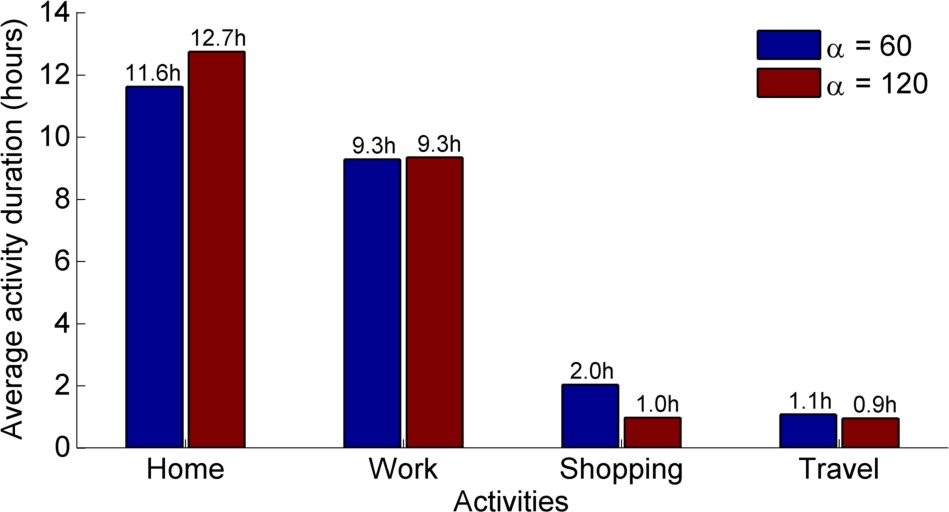 Average activity duration (hours)
14
12
10
8
6
4
2
0
11.6h
12.7h
9.3h
9.3h
2.0h
1.0h
1.1h
0.9h
α = 60
α = 120
Home
Work
Shopping
Travel
Activities